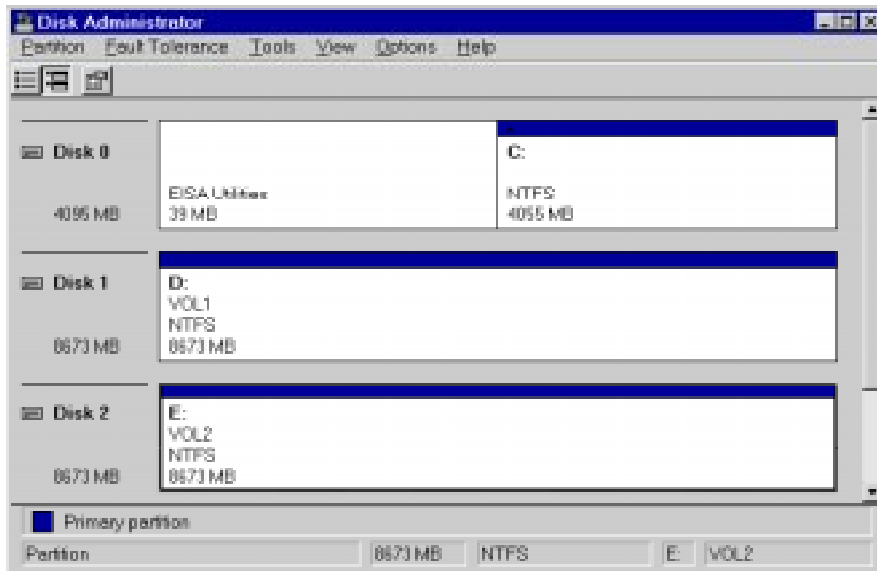 Disk Administrator
Partition Fault Tolerance Tools View Options Help
Disk 0
4095 MB
EISA Utilities
39 MB
C:
NTFS
4055 MB
Disk 1
8673 MB
D:
VOL1
NTFS
8673 MB
Disk 2
8673 MB
E:
VOL2
NTFS
8673 MB
Primary partition
Partition 8673 MB NTFS E: VOL2